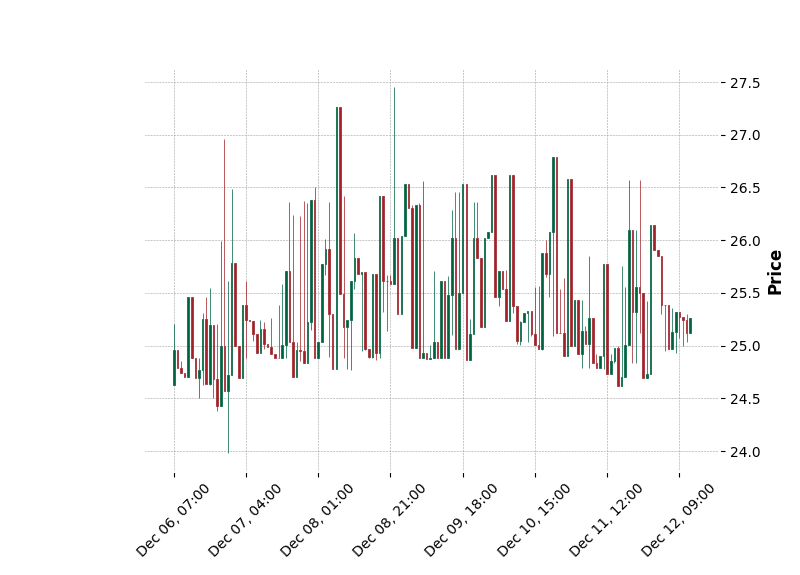 27.5
27.0
26.5
26.0
25.5
25.0
24.5
24.0
Price
Dec 06, 07:00
Dec 07, 04:00
Dec 08, 01:00
Dec 08, 21:00
Dec 09, 18:00
Dec 10, 15:00
Dec 11, 12:00
Dec 12, 09:00